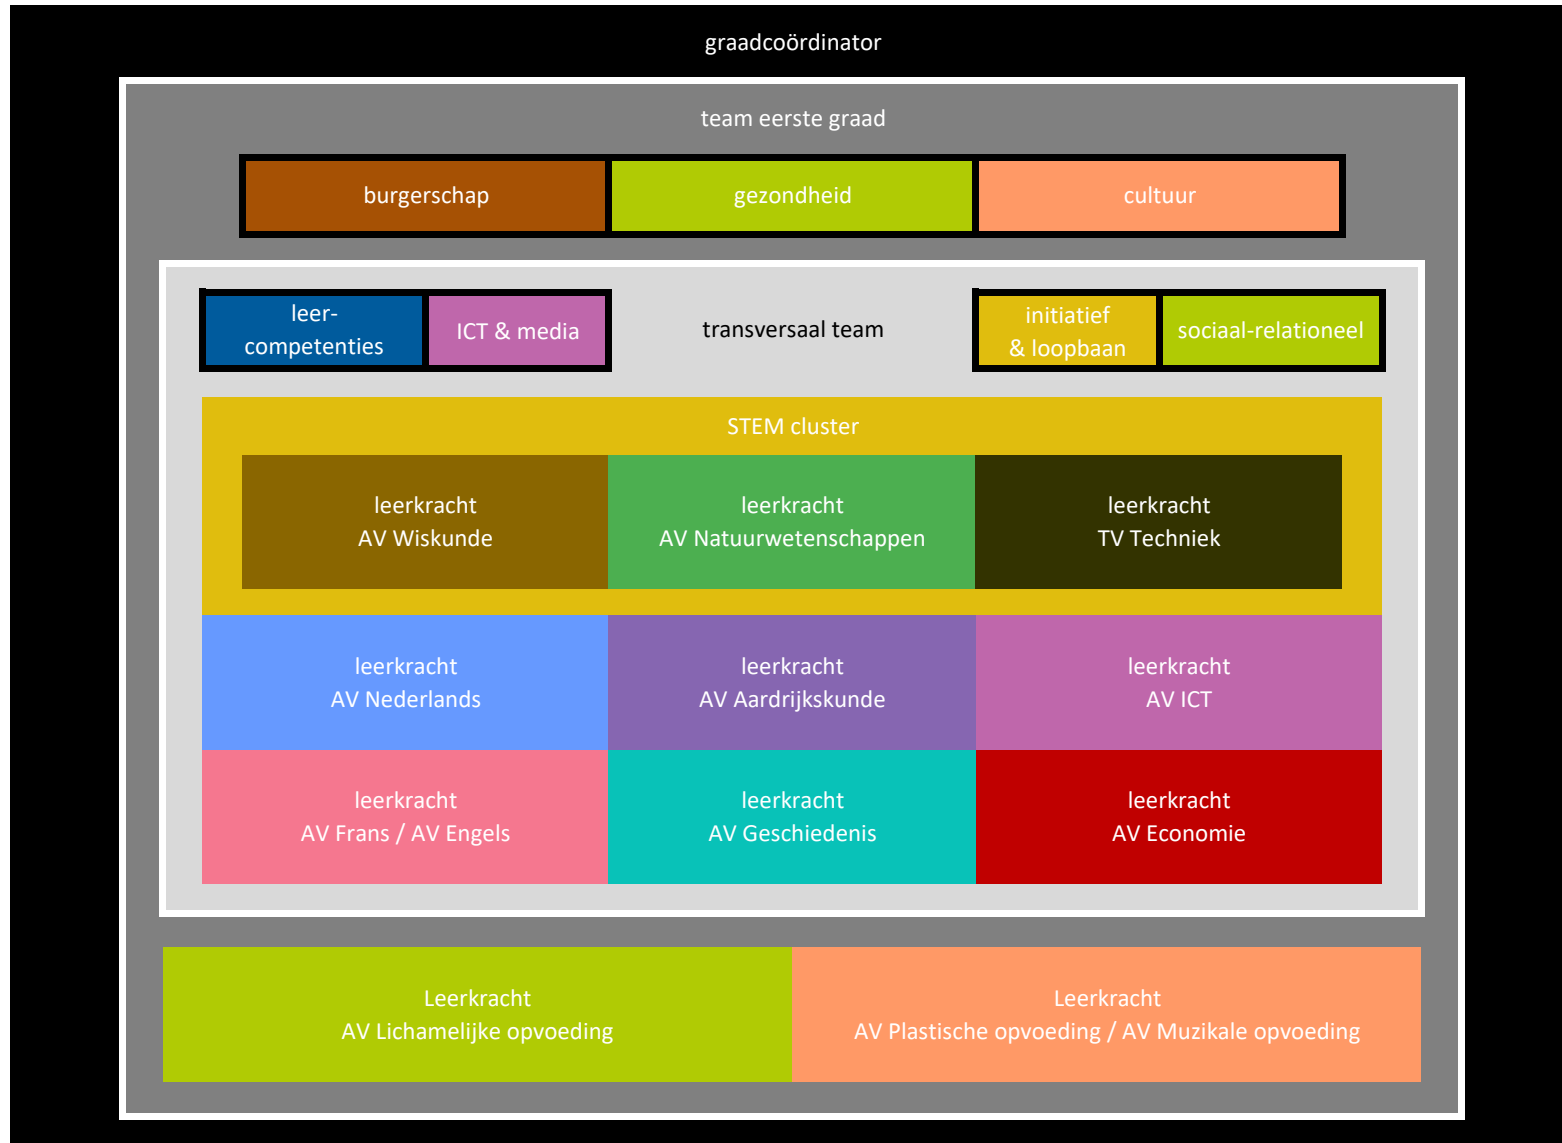 graadcoördinator
team eerste graad
burgerschap
gezondheid
cultuur
leer-
competenties
ICT & media
transversaal team
initiatief
& loopbaan
sociaal-relationeel
STEM cluster
leerkracht
AV Wiskunde
leerkracht
AV Natuurwetenschappen
leerkracht
TV Techniek
leerkracht
AV Nederlands
leerkracht
AV Aardrijkskunde
leerkracht
AV ICT
leerkracht
AV Frans / AV Engels
leerkracht
AV Geschiedenis
leerkracht
AV Economie
Leerkracht
AV Lichamelijke opvoeding
Leerkracht
AV Plastische opvoeding / AV Muzikale opvoeding